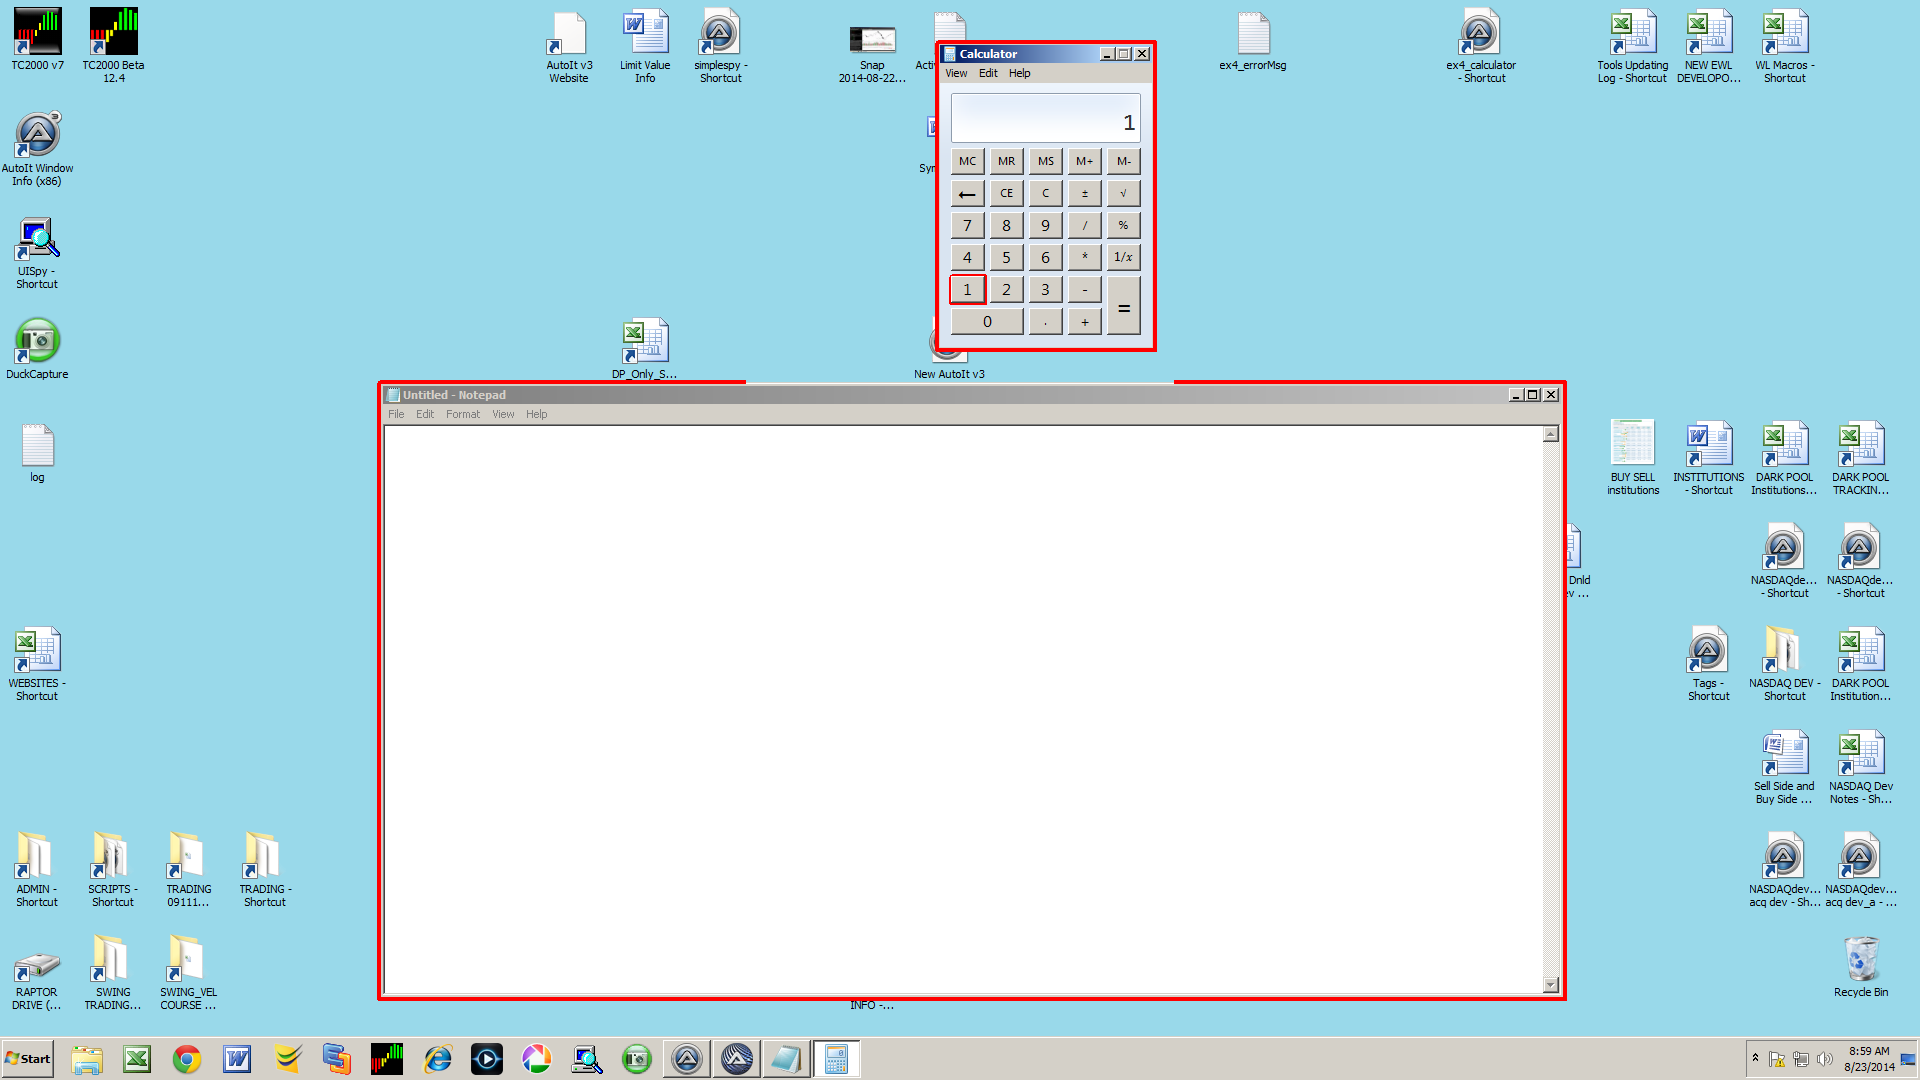 TC2000 v7
TC2000 Beta
12.4
AutoIt v3
Website
Limit Value
Info
simplespy -
Shortcut
Snap
2014-08-22...
ex4_errorMsg
ex4_calculator
- Shortcut
Tools Updating
Log - Shortcut
NEW EWL
DEVELOPO...
WL Macros -
Shortcut
Calculator
View Edit Help
1
MC MR MS M+ M-
← CE C ± √
7 8 9 / %
4 5 6 * 1/x
1 2 3 - =
0 . +
AutoIt Window
Info (x86)
UISpy -
Shortcut
DuckCapture
DP_Only_S...
New AutoIt v3
Untitled - Notepad
File Edit Format View Help
log
BUY SELL
institutions
INSTITUTIONS
- Shortcut
DARK POOL
Institutions...
DARK POOL
TRACKIN...
Dnld
NASDAQde...
- Shortcut
NASDAQde...
- Shortcut
WEBSITES -
Shortcut
Tags -
Shortcut
NASDAQ DEV -
Shortcut
DARK POOL
Institution...
Sell Side and
Buy Side ...
NASDAQ Dev
Notes - Sh...
ADMIN -
Shortcut
SCRIPTS -
Shortcut
TRADING
09111...
TRADING -
Shortcut
NASDAQdev...
acq dev - Sh...
NASDAQdev...
acq dev_a - ...
RAPTOR
DRIVE (...
SWING
TRADING...
SWING_VEL
COURSE ...
INFO -...
Recycle Bin
Start
8:59 AM
8/23/2014